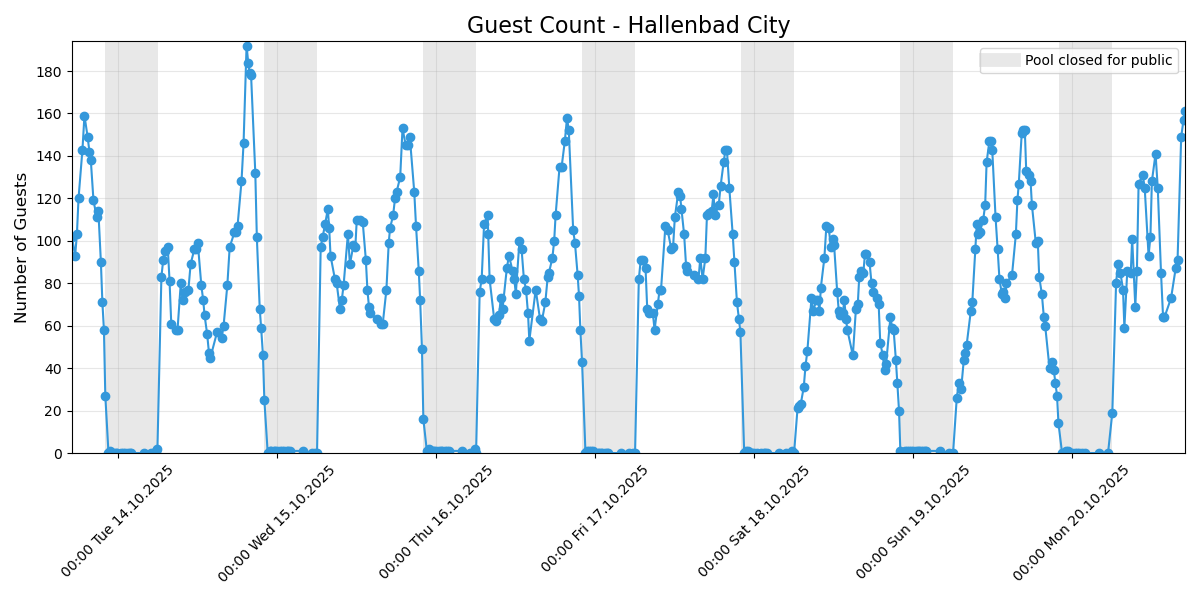 Guest Count - Hallenbad City
Pool closed for public
Number of Guests
180
160
140
120
100
80
60
40
20
0
00:00 Tue 14.10.2025
00:00 Wed 15.10.2025
00:00 Thu 16.10.2025
00:00 Fri 17.10.2025
00:00 Sat 18.10.2025
00:00 Sun 19.10.2025
00:00 Mon 20.10.2025